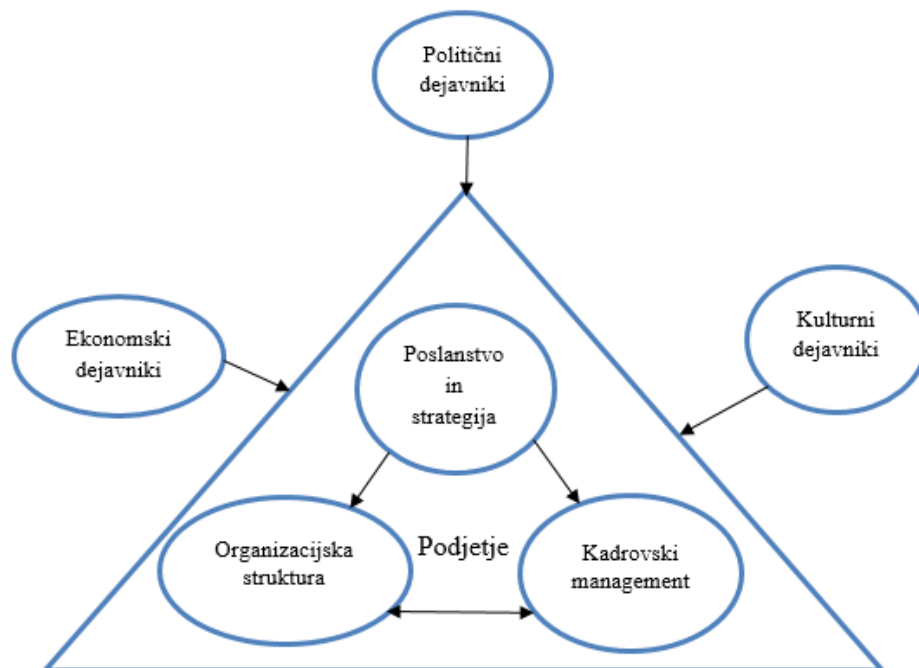 Politični
dejavniki
Ekonomski
dejavniki
Kulturni
dejavniki
Poslanstvo
in
strategija
Organizacijska
struktura
Podjetje
Kadrovski
management